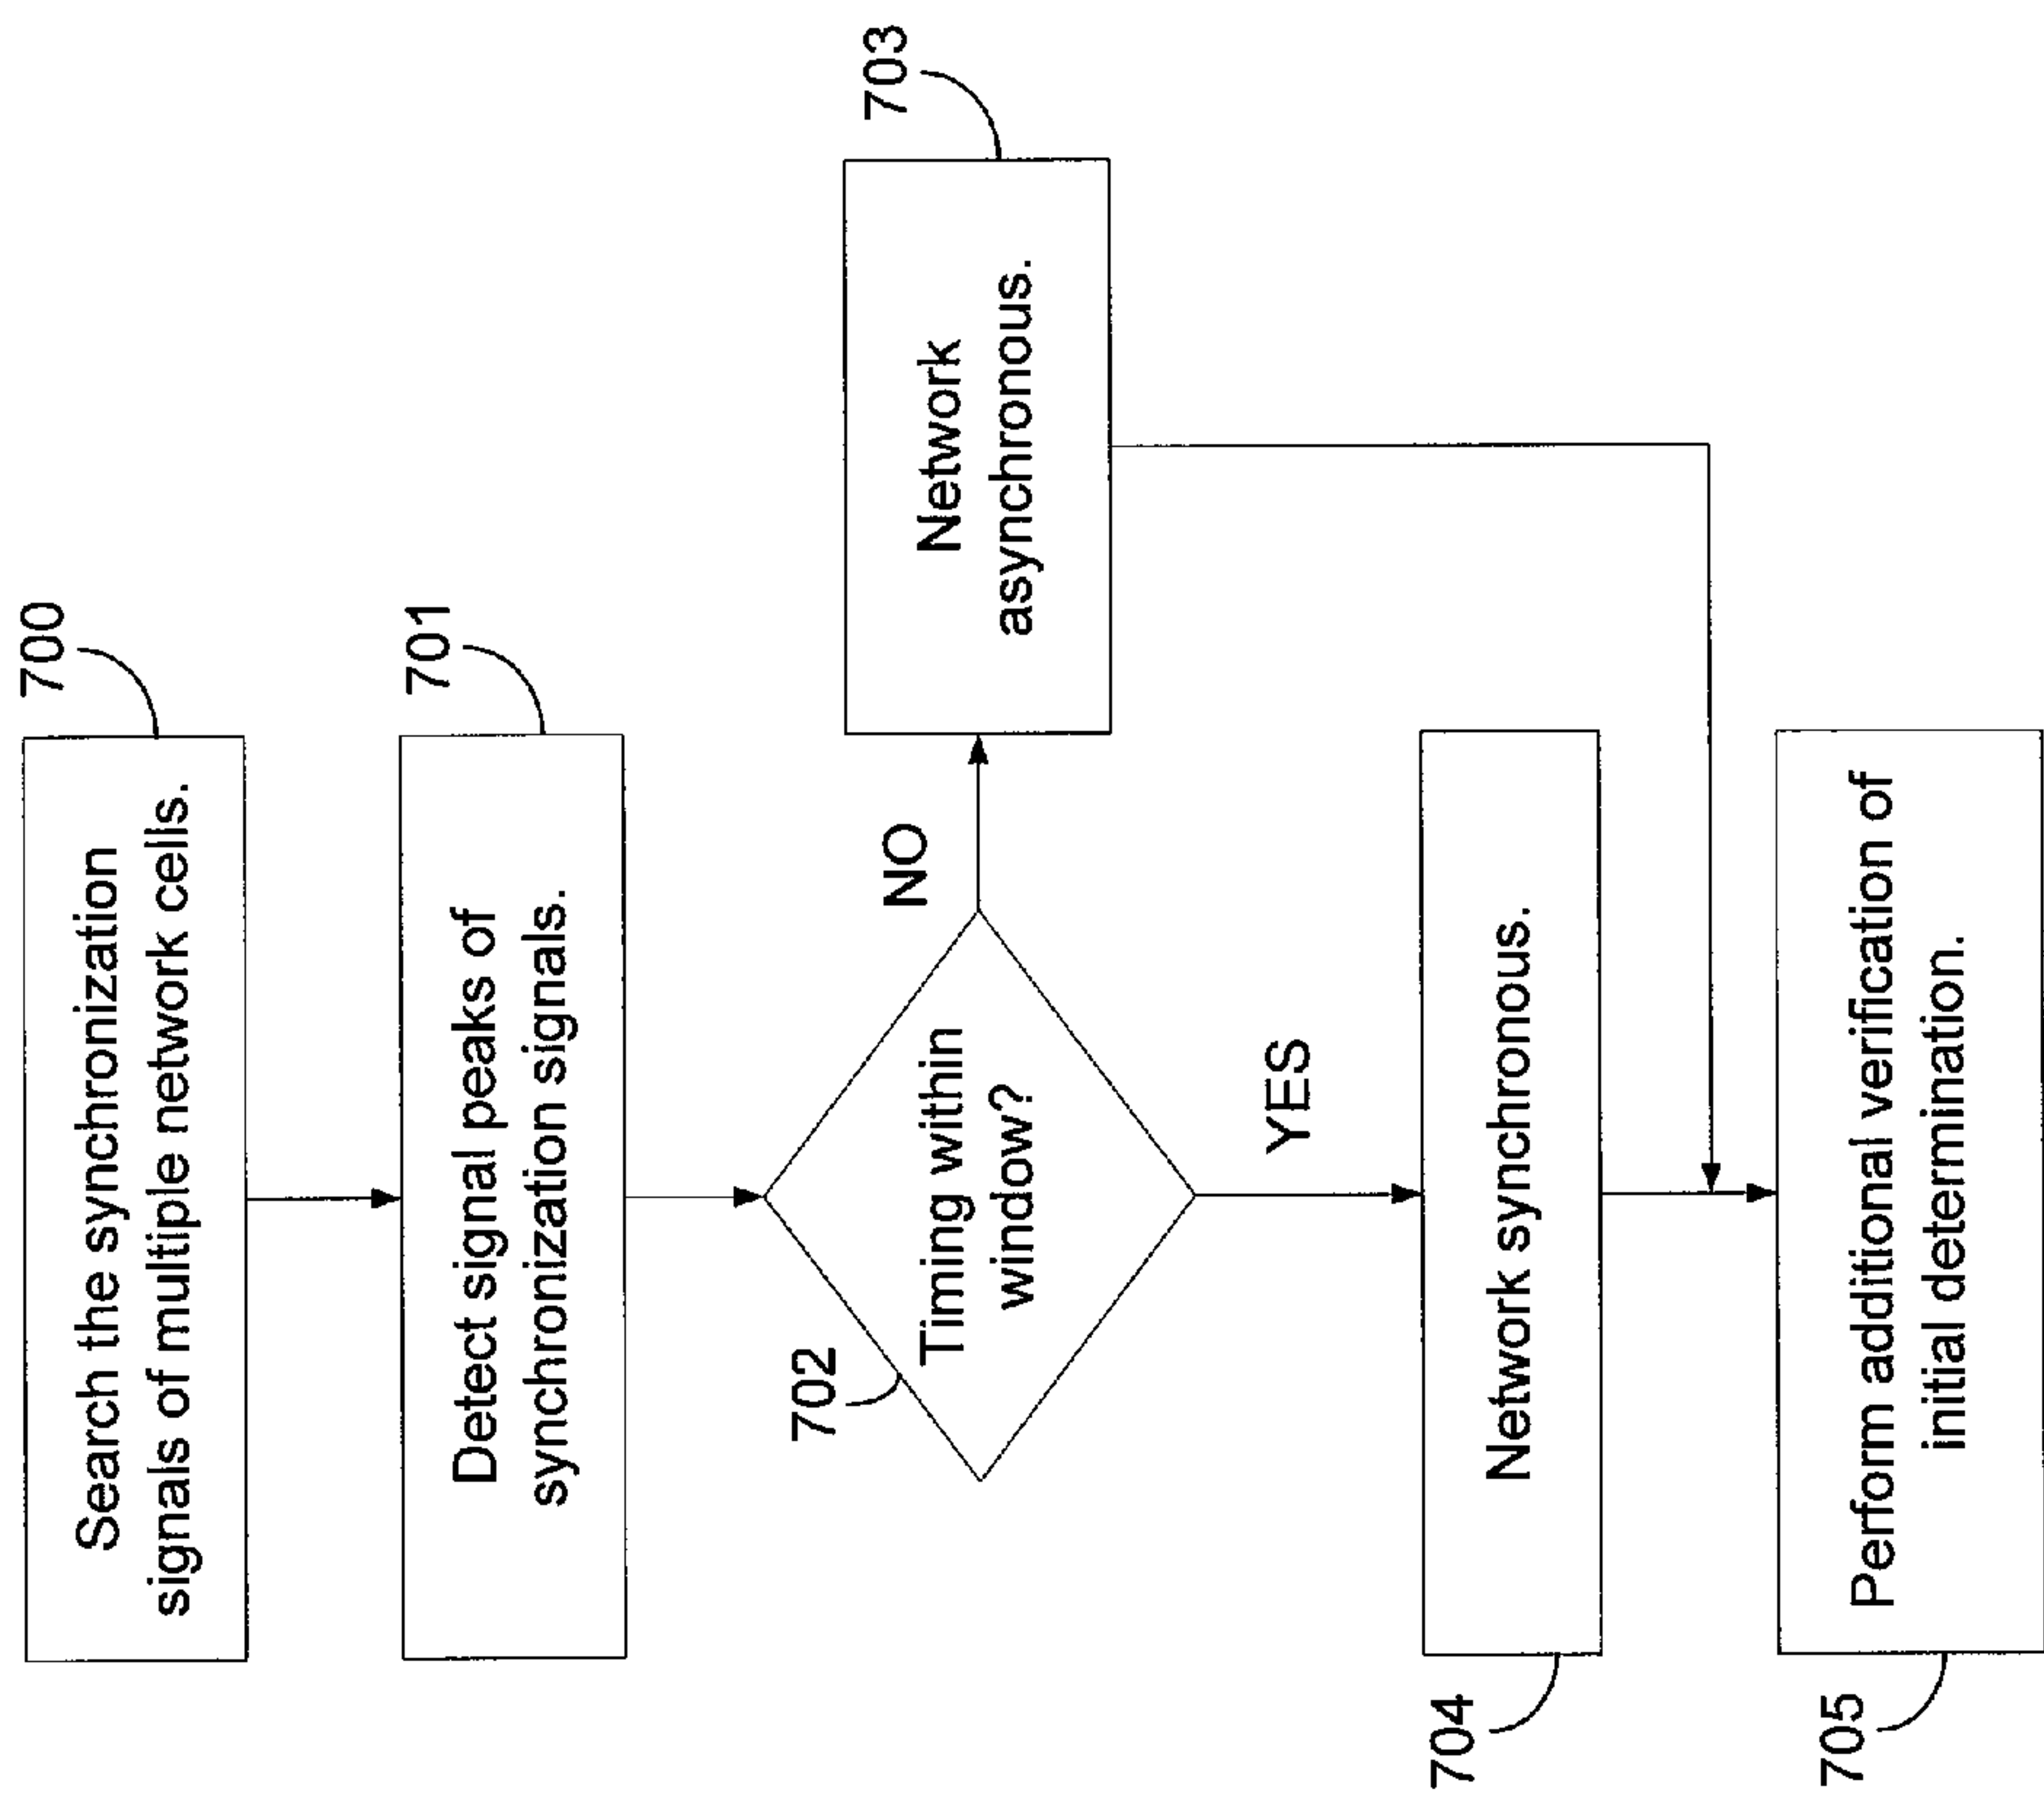 700
Search the synchronization
signals of multiple network cells.
701
Detect signal peaks of
synchronization signals.
702
Timing within
window?
NO
703
Network
asynchronous.
YES
704
Network synchronous.
705
Perform additional verification of
initial determination.